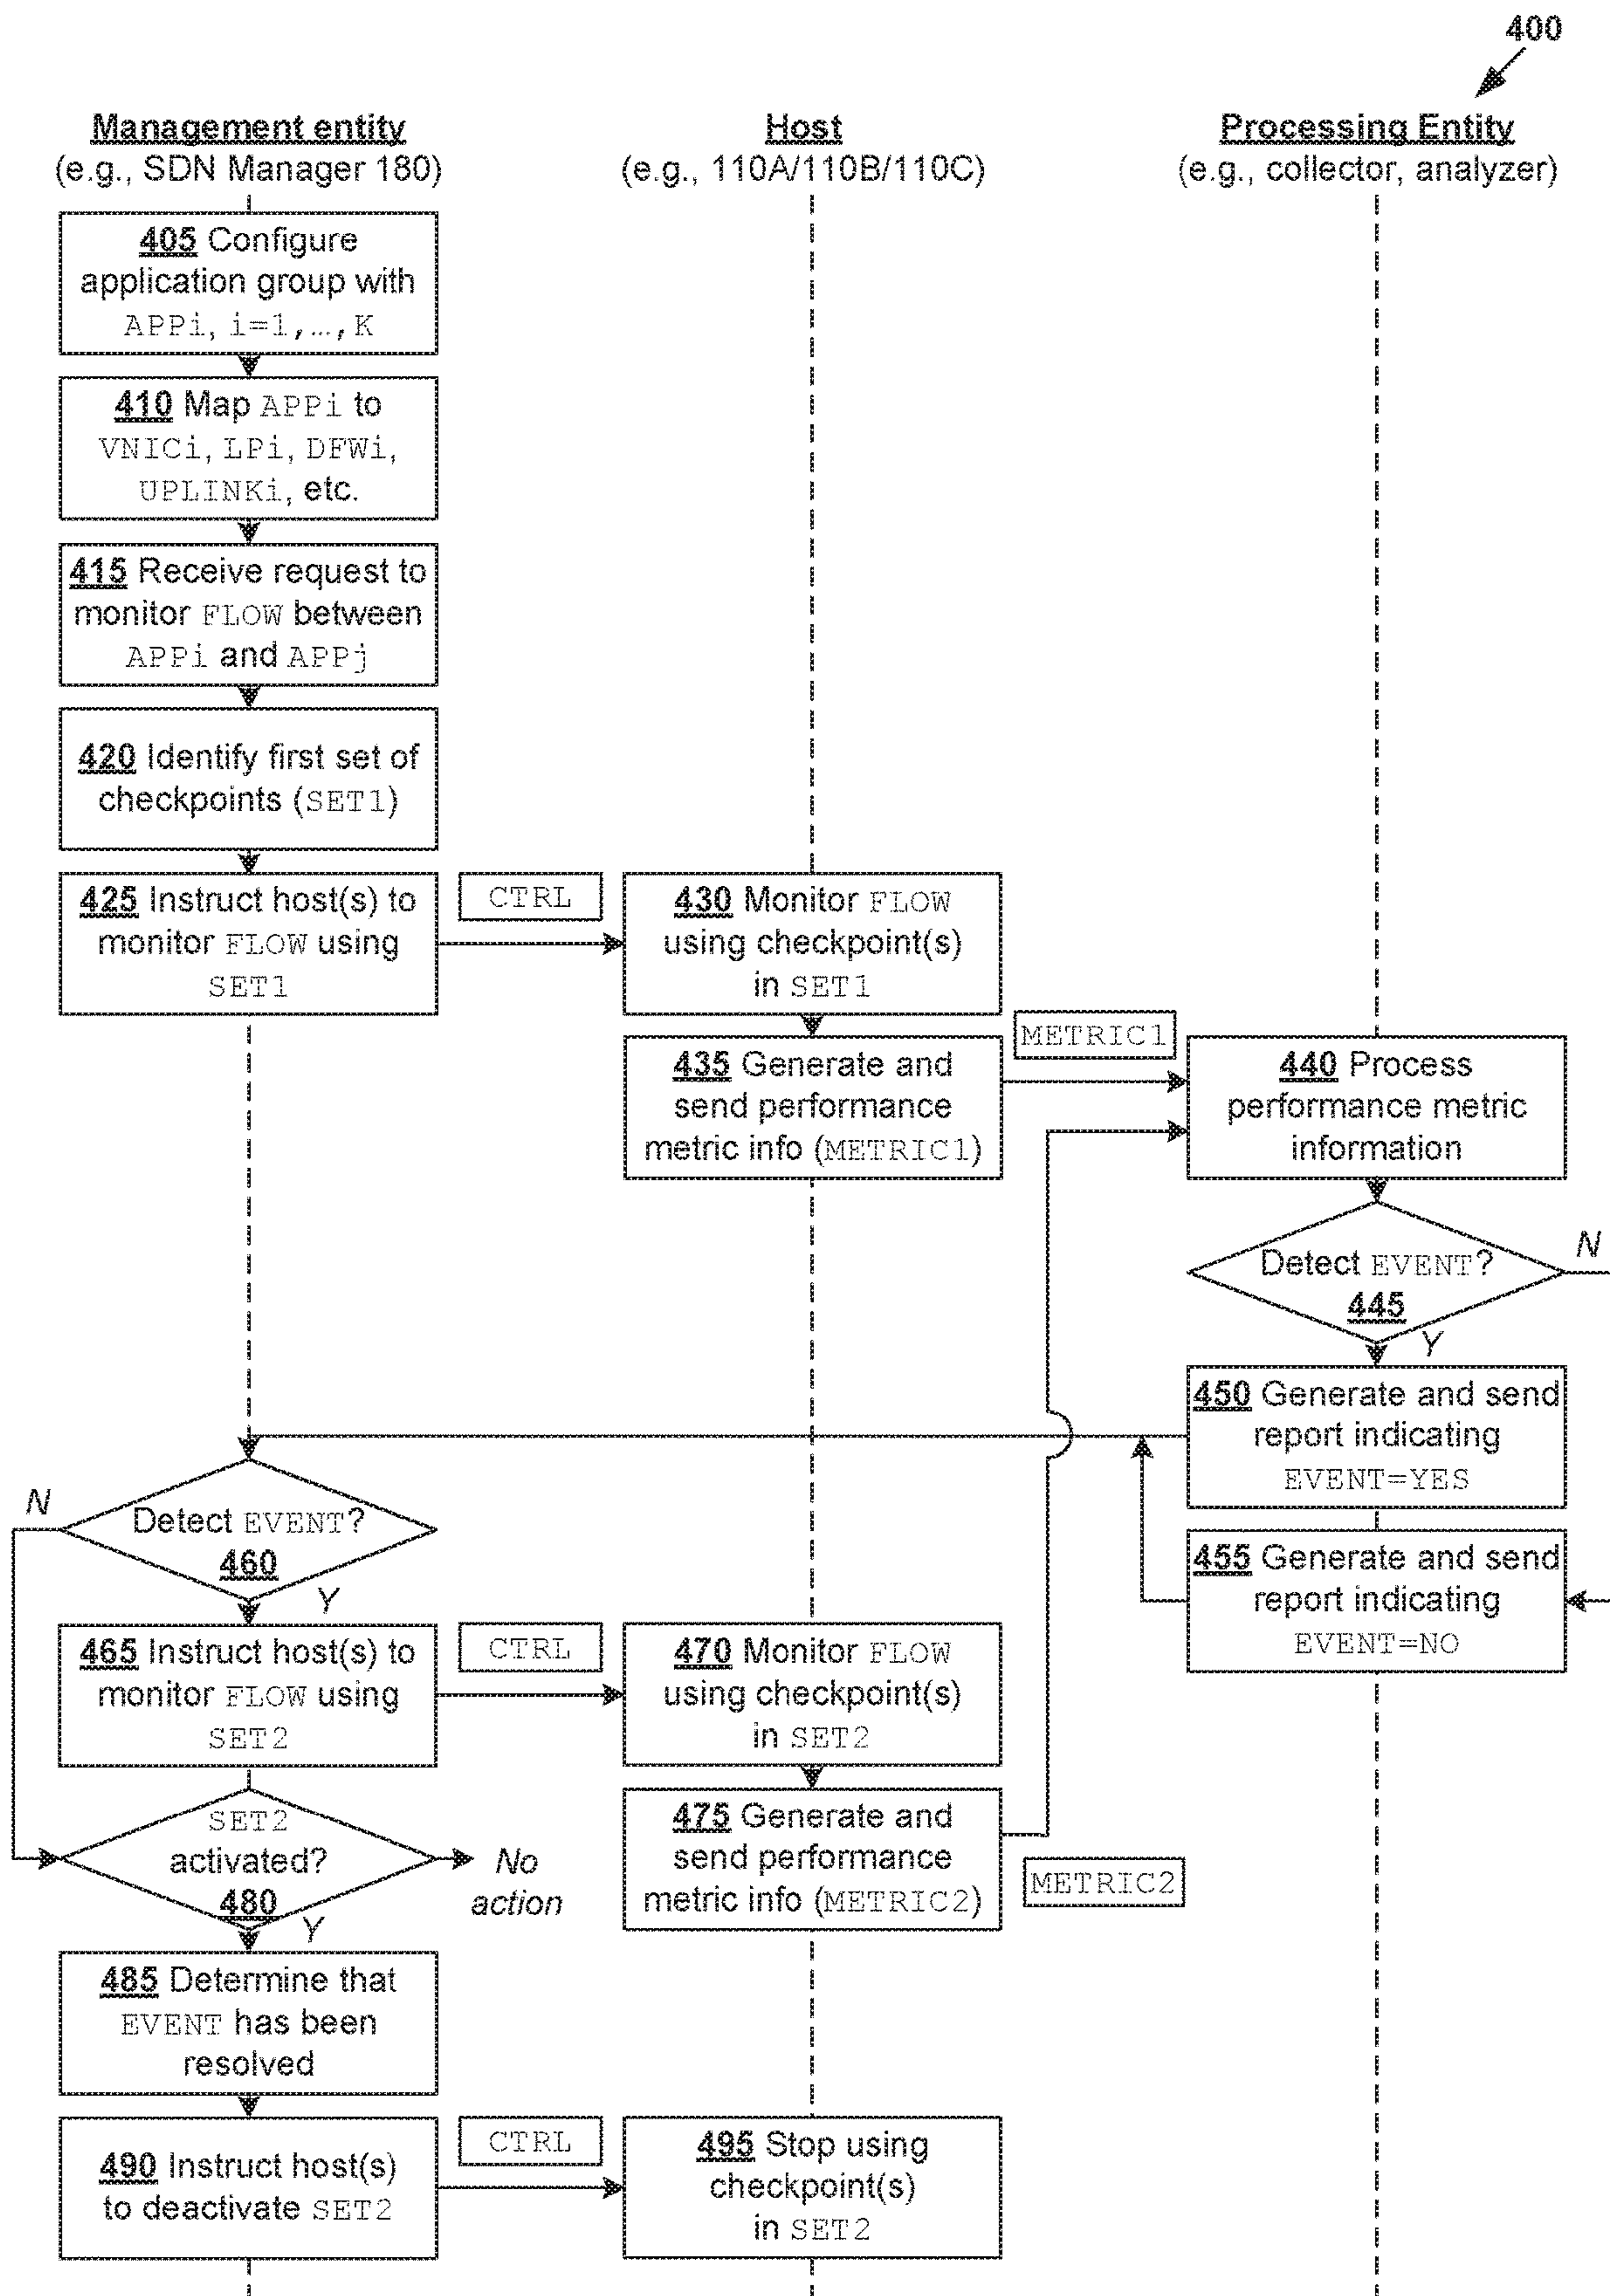 400
Management entity
(e.g., SDN Manager 180)
Host
(e.g., 110A/110B/110C)
Processing Entity
(e.g., collector, analyzer)
405 Configure
application group with
APPi, i=1,…, K
410 Map APPi to
VNICi, LPi, DFWi,
UPLINKi, etc.
415 Receive request to
monitor FLOW between
APPi and APPj
420 Identify first set of
checkpoints (SET1)
425 Instruct host(s) to
monitor FLOW using
SET1
CTRL
430 Monitor FLOW
using checkpoint(s)
in SET1
435 Generate and
send performance
metric info (METRIC1)
METRIC1
440 Process
performance metric
information
Detect EVENT?
445
N
Y
450 Generate and send
report indicating
EVENT=YES
455 Generate and send
report indicating
EVENT=NO
N
Detect EVENT?
460
Y
465 Instruct host(s) to
monitor FLOW using
SET2
CTRL
470 Monitor FLOW
using checkpoint(s)
in SET2
475 Generate and
send performance
metric info (METRIC2)
METRIC2
SET2
activated?
480
No
action
Y
485 Determine that
EVENT has been
resolved
490 Instruct host(s)
to deactivate SET2
CTRL
495 Stop using
checkpoint(s)
in SET2